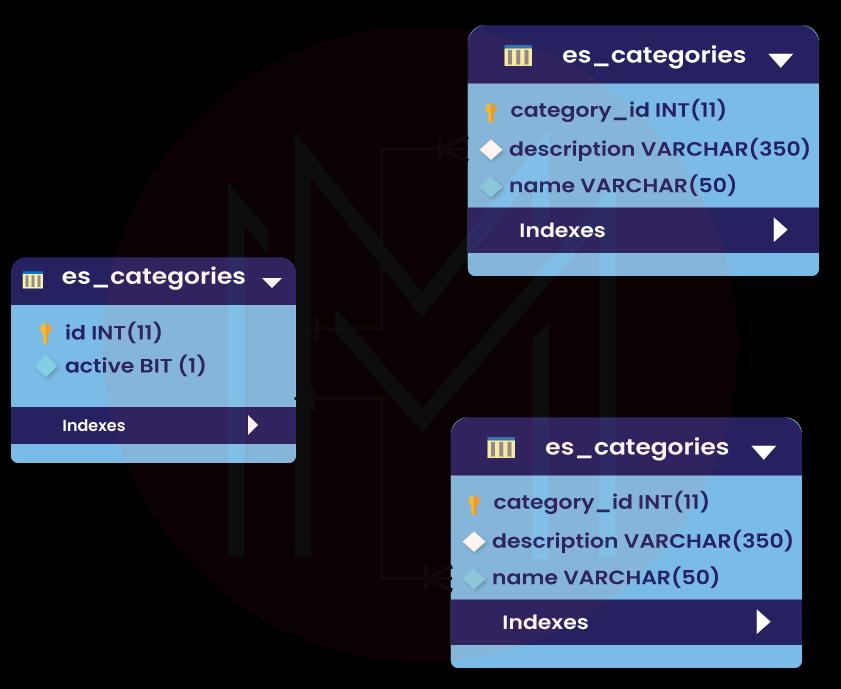 es_categories
category_id INT(11)
description VARCHAR(350)
name VARCHAR(50)
Indexes
es_categories
id INT(11)
active BIT (1)
Indexes
es_categories
category_id INT(11)
description VARCHAR(350)
name VARCHAR(50)
Indexes